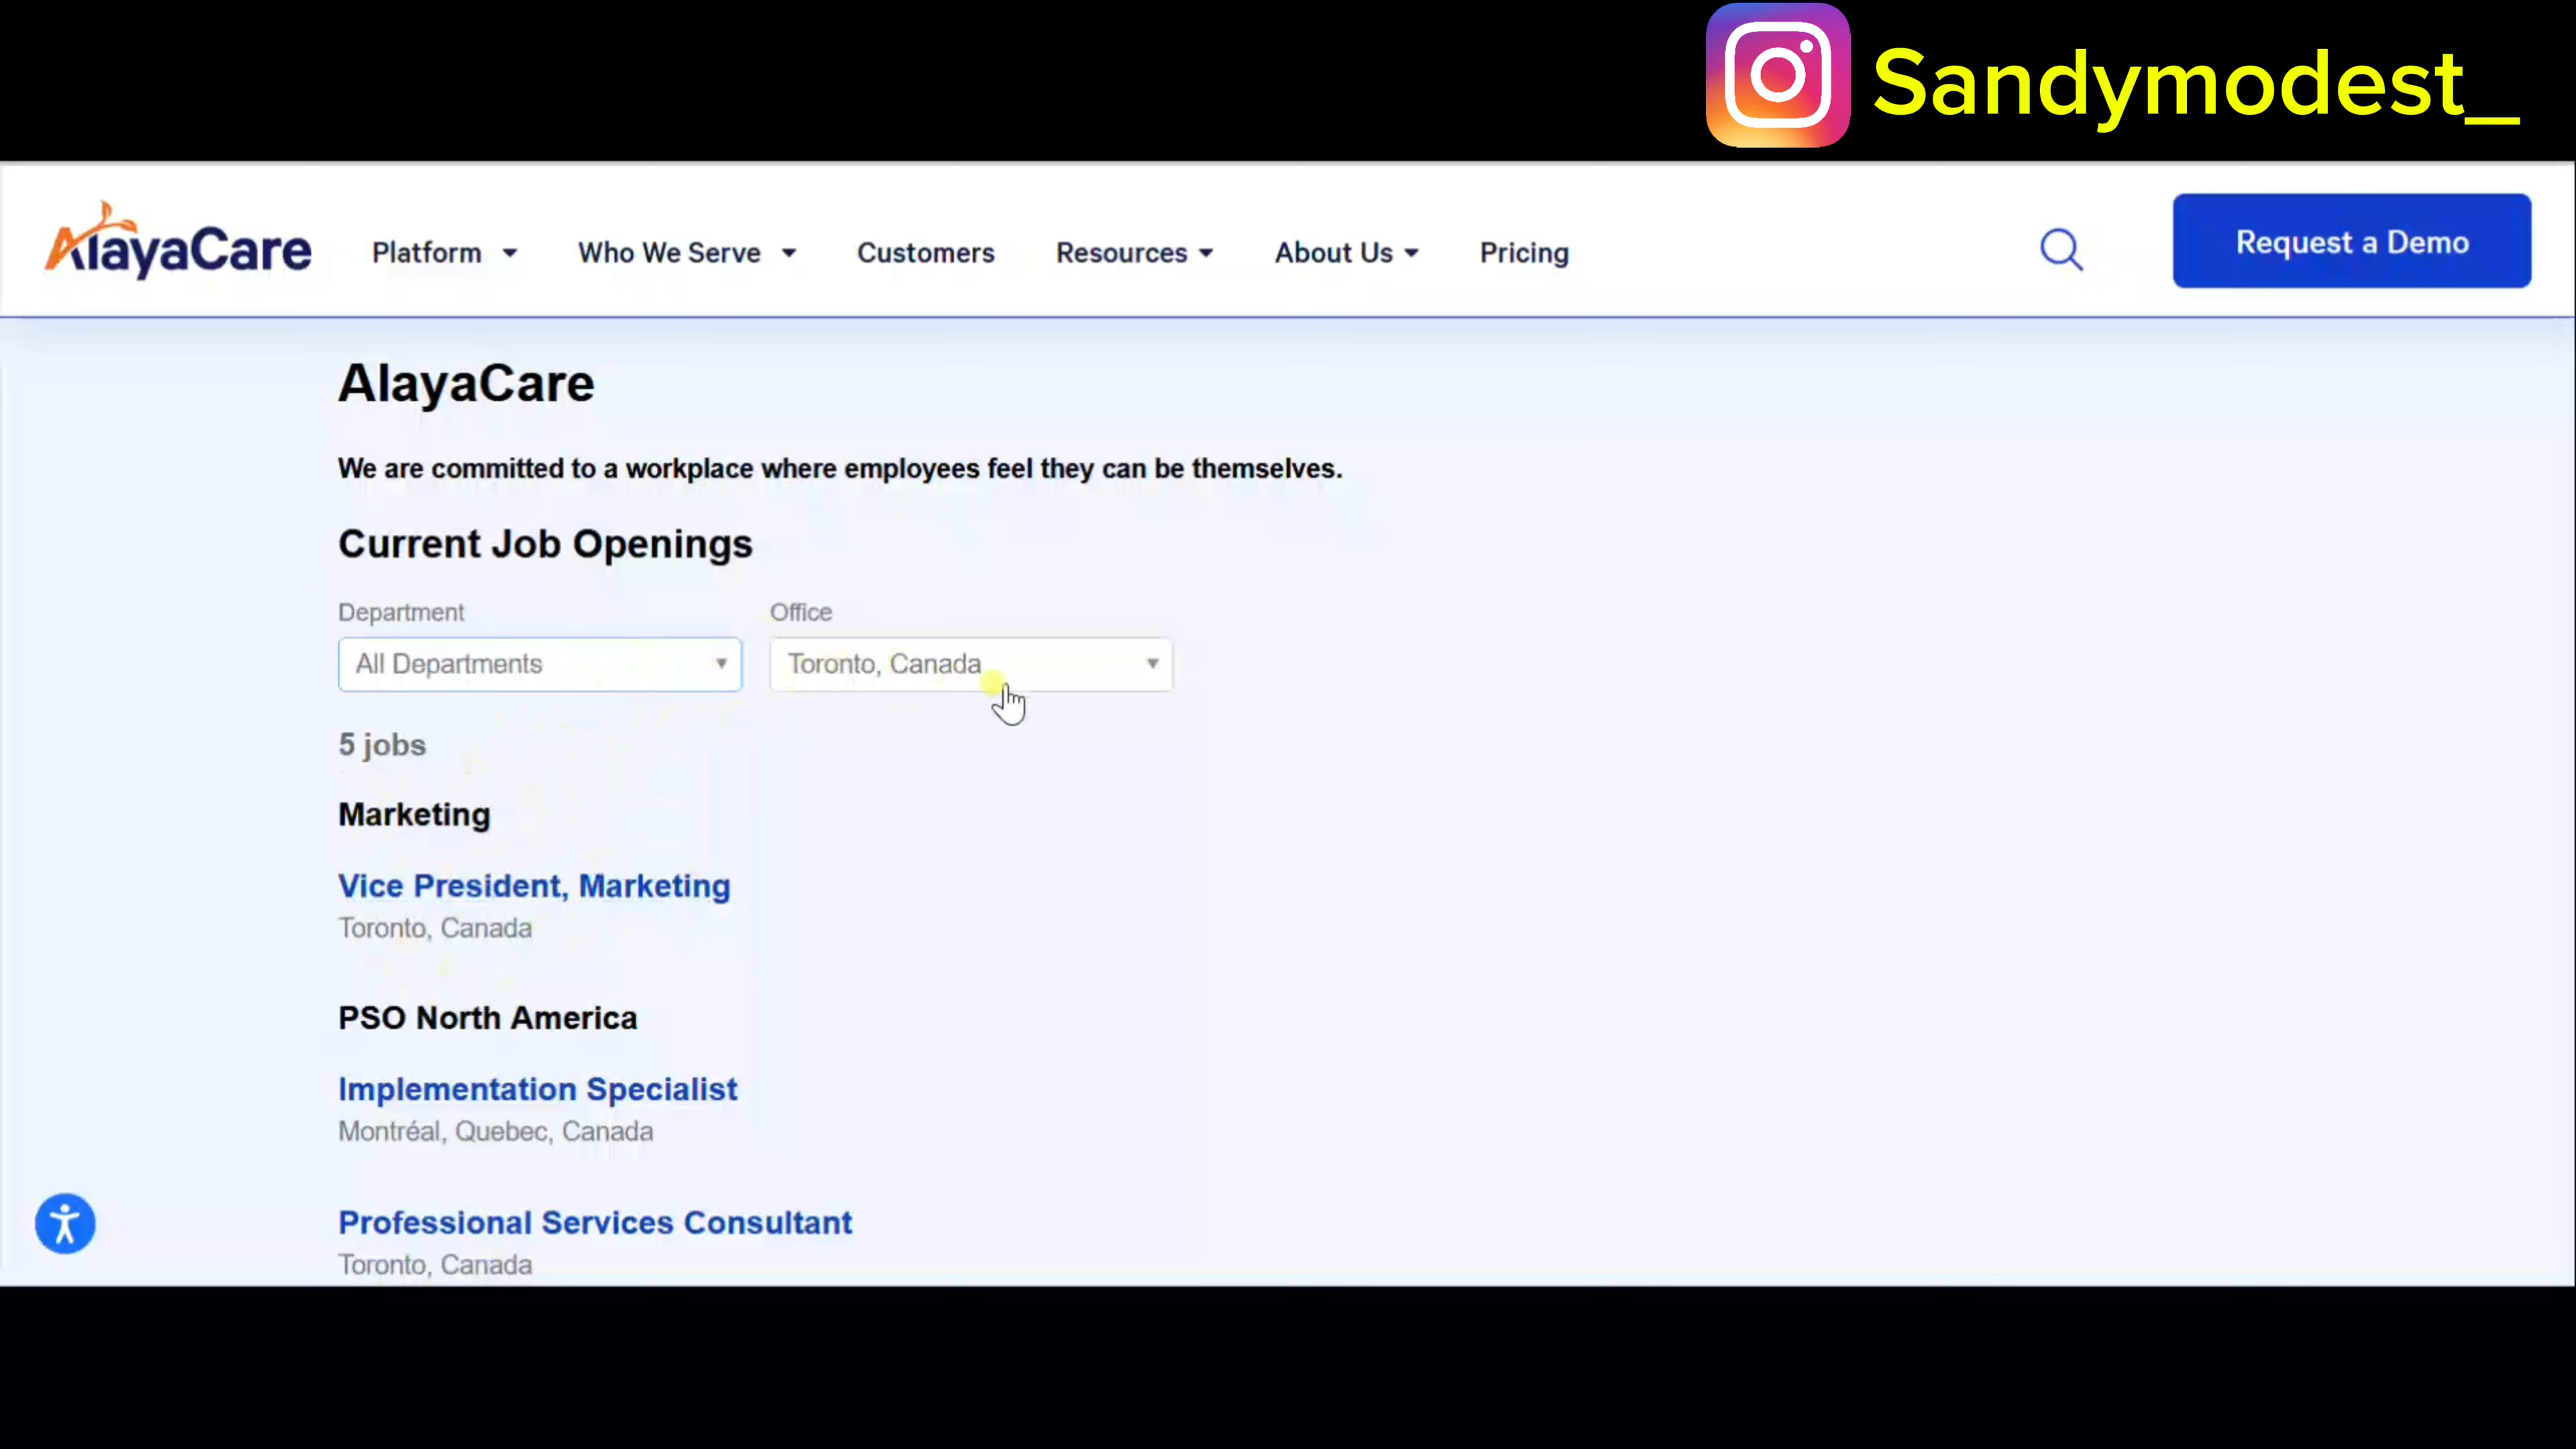 Sandymodest_
AlayaCare
Platform
Who We Serve
Customers
Resources
About Us
Pricing
Request a Demo
AlayaCare
We are committed to a workplace where employees feel they can be themselves.
Current Job Openings
Department
Office
All Departments
Toronto, Canada
5 jobs
Marketing
Vice President, Marketing
Toronto, Canada
PSO North America
Implementation Specialist
Montréal, Quebec, Canada
Professional Services Consultant
Toronto, Canada